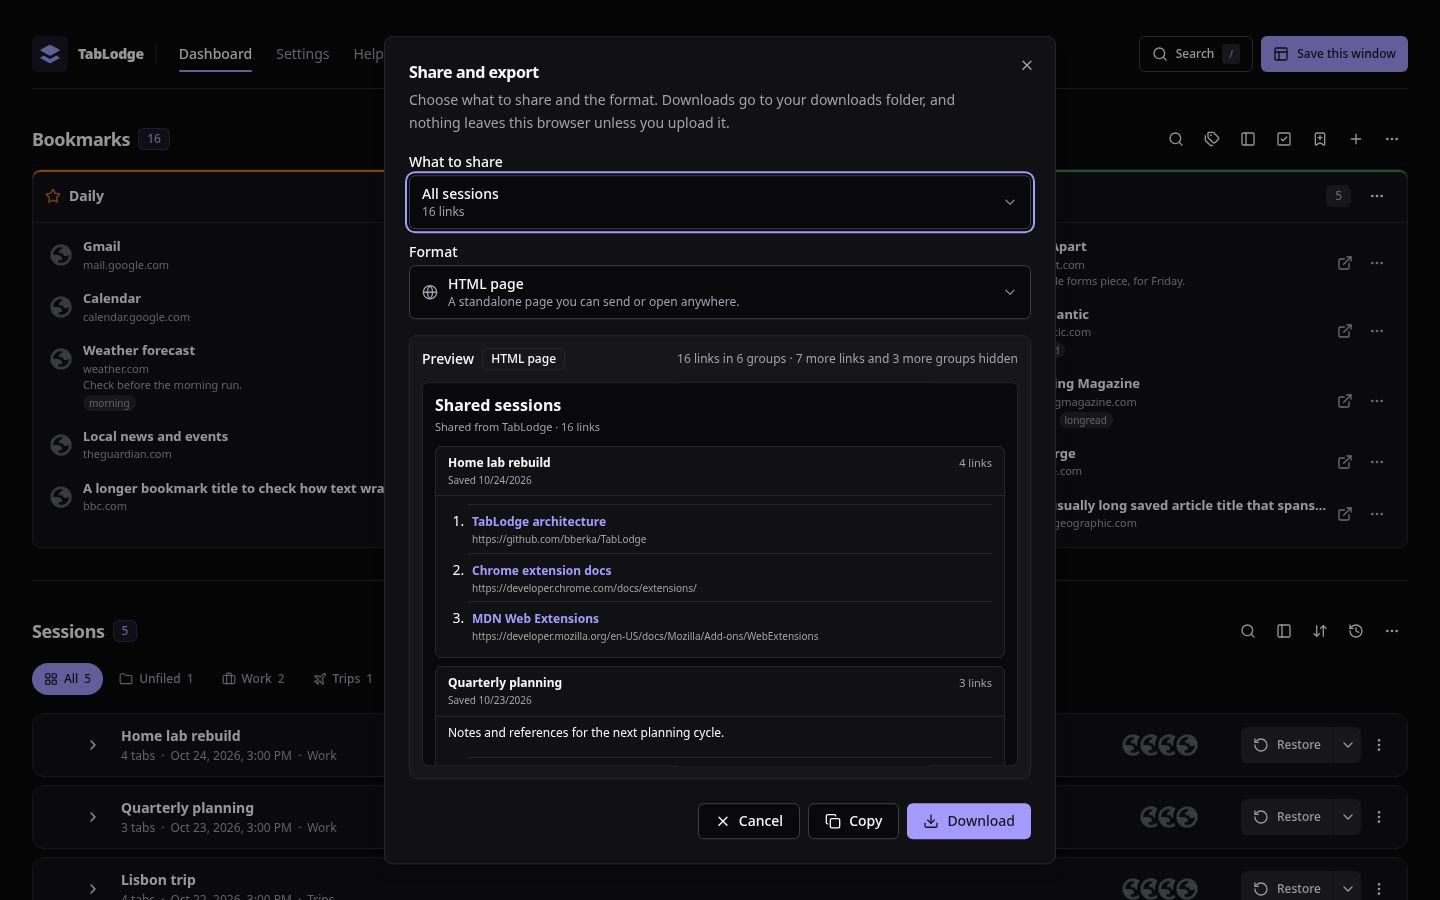 TabLodge
Dashboard
Settings
Help
Search /
Save this window
Bookmarks 16
Daily
Gmail
mail.google.com
Calendar
calendar.google.com
Weather forecast
weather.com
Check before the morning run.
morning
Local news and events
theguardian.com
A longer bookmark title to check how text wra
bbc.com
Share and export
Choose what to share and the format. Downloads go to your downloads folder, and
nothing leaves this browser unless you upload it.
What to share
All sessions
16 links
Format
HTML page
A standalone page you can send or open anywhere.
Preview HTML page 16 links in 6 groups · 7 more links and 3 more groups hidden
Shared sessions
Shared from TabLodge · 16 links
Home lab rebuild 4 links
Saved 10/24/2026
1. TabLodge architecture
https://github.com/bberka/TabLodge
2. Chrome extension docs
https://developer.chrome.com/docs/extensions/
3. MDN Web Extensions
https://developer.mozilla.org/en-US/docs/Mozilla/Add-ons/WebExtensions
Quarterly planning 3 links
Saved 10/23/2026
Notes and references for the next planning cycle.
Cancel
Copy
Download
5
Apart
t.com
le forms piece, for Friday.
antic
tic.com
ng Magazine
gmagazine.com
longread
rge
.com
sually long saved article title that spans...
geographic.com
Sessions 5
All 5
Unfiled 1
Work 2
Trips 1
Home lab rebuild
4 tabs · Oct 24, 2026, 3:00 PM · Work
Restore
Quarterly planning
3 tabs · Oct 23, 2026, 3:00 PM · Work
Restore
Lisbon trip
4 tabs · Oct 22, 2026, 3:00 PM · Trips
Restore